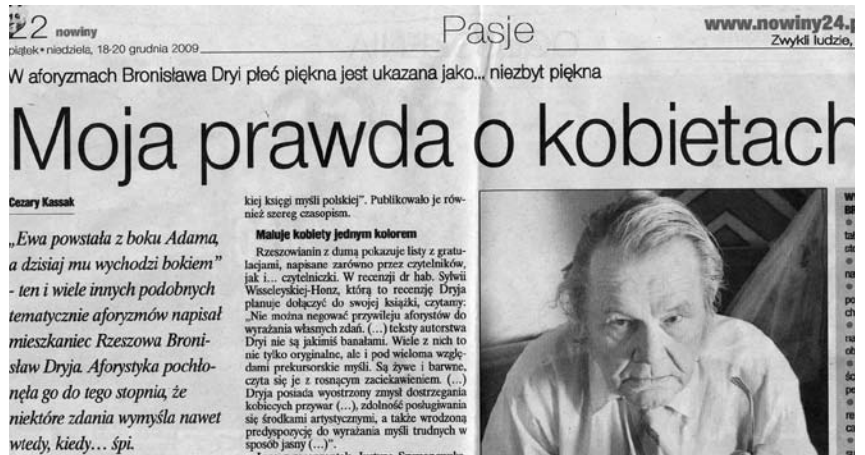 22 nowiny
piątek • niedziela, 18-20 grudnia 2009
Pasje
www.nowiny24.p
Zwykli ludzie,
W aforyzmach Bronisława Dryi płeć piękna jest ukazana jako... niezbyt piękna
Moja prawda o kobietach
Cezary Kassak
„Ewa powstała z boku Adama,
a dzisiaj mu wychodzi bokiem”
- ten i wiele innych podobnych
tematycznie aforyzmów napisał
mieszkaniec Rzeszowa Broni-
sław Dryja. Aforystyka pochło-
nęła go do tego stopnia, że
niektóre zdania wymyśla nawet
wtedy, kiedy… śpi.
kiej księgi myśli polskiej”. Publikowało je rów-
nież szereg czasopism.
Maluje kobiety jednym kolorem
Rzeszowianin z dumą pokazuje listy z gratu-
lacjami, napisane zarówno przez czytelników,
jak i... czytelniczki. W recenzji dr hab. Sylwii
Wisseleyskiej-Honz, którą to recenzję Dryja
planuje dołączyć do swojej książki, czytamy:
„Nie można negować przywileju aforystów do
wyrażania własnych zdań. (…) teksty autorstwa
Dryi nie są jakimiś banałami. Wiele z nich to
nie tylko oryginalne, ale i pod wieloma wzglę-
dami prekursorskie myśli. Są żywe i barwne,
czyta się je z rosnącym zaciekawieniem. (…)
Dryja posiada wyostrzony zmysł dostrzegania
kobiecych przywar (…), zdolność posługiwania
się środkami artystycznymi, a także wrodzoną
predyspozycję do wyrażania myśli trudnych w
sposób jasny (…)”.